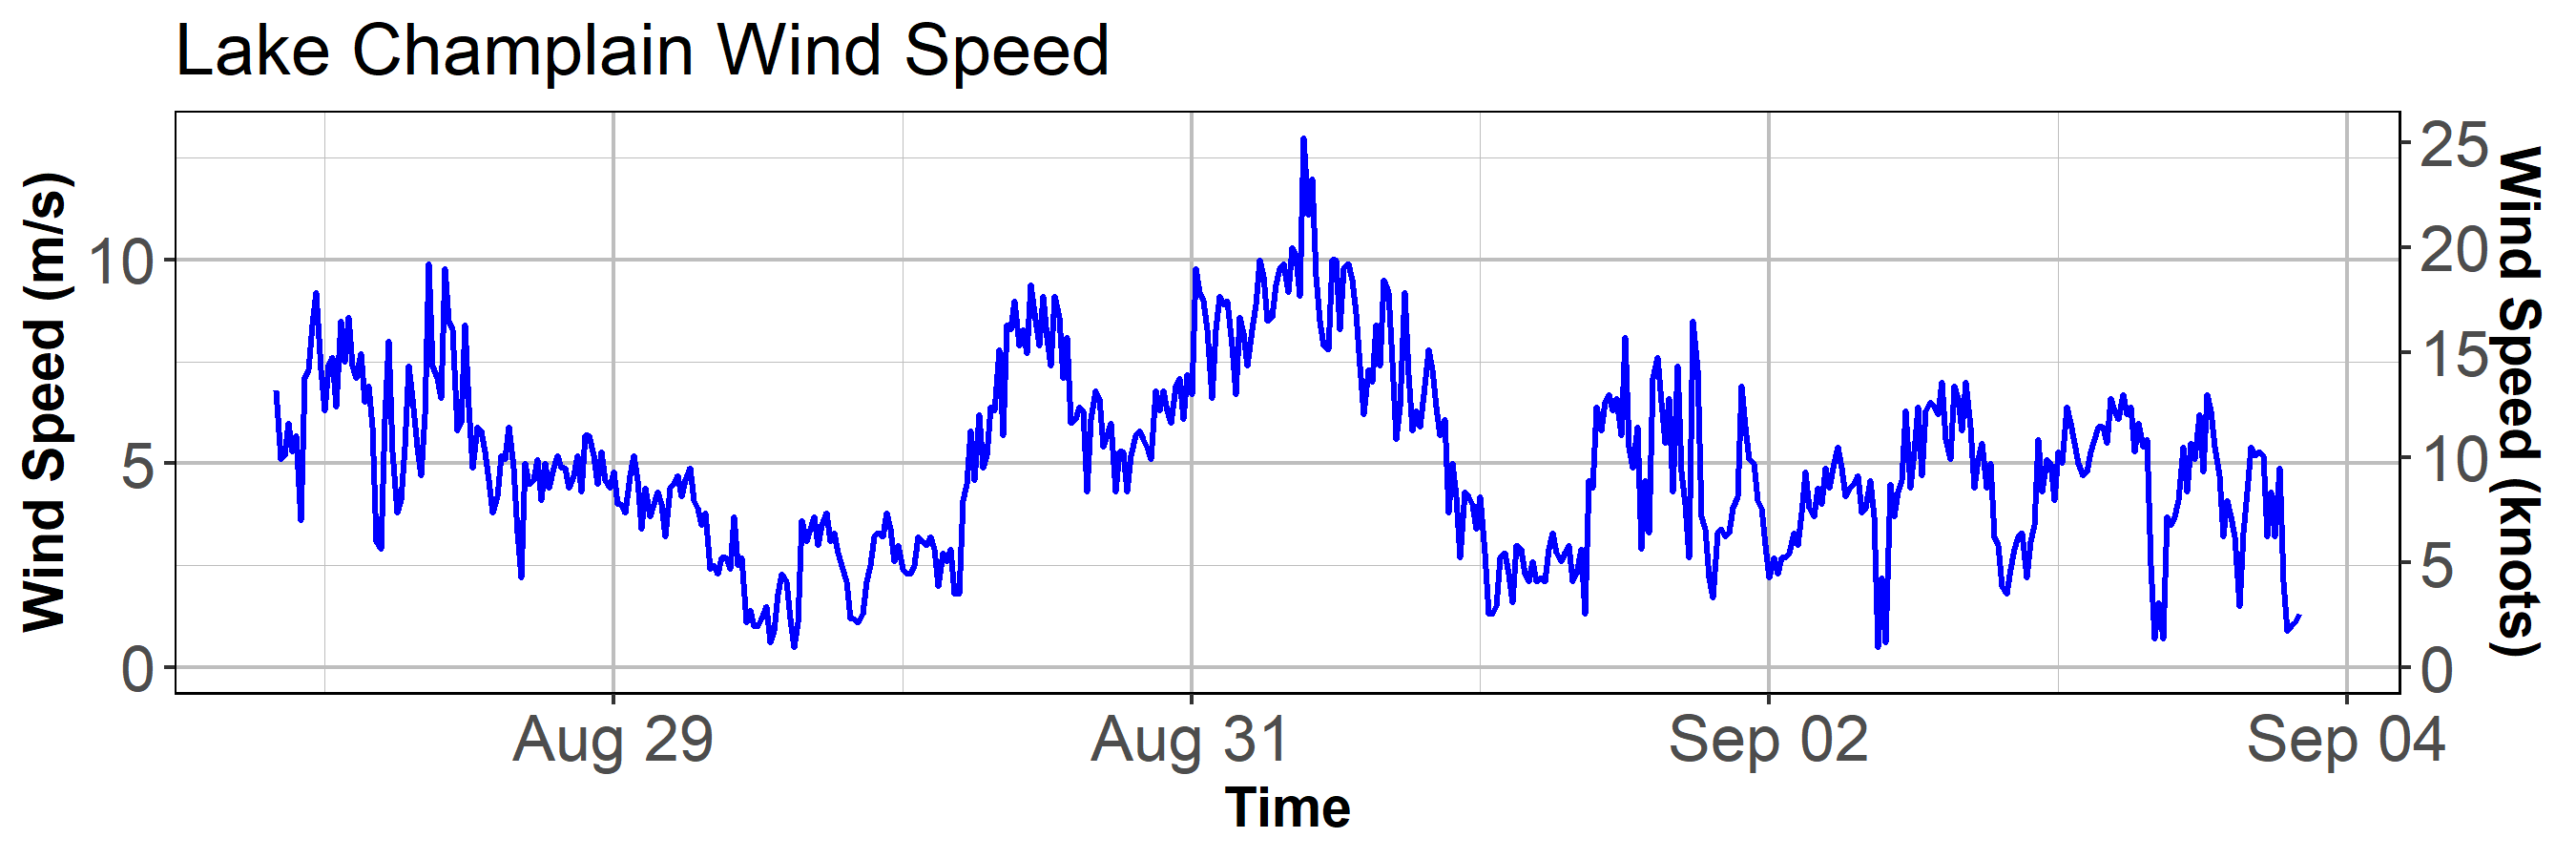 Lake Champlain Wind Speed
Wind Speed (m/s)
10
5
0
25
20
15
10
5
0
Wind Speed (knots)
Aug 29
Aug 31
Sep 02
Sep 04
Time